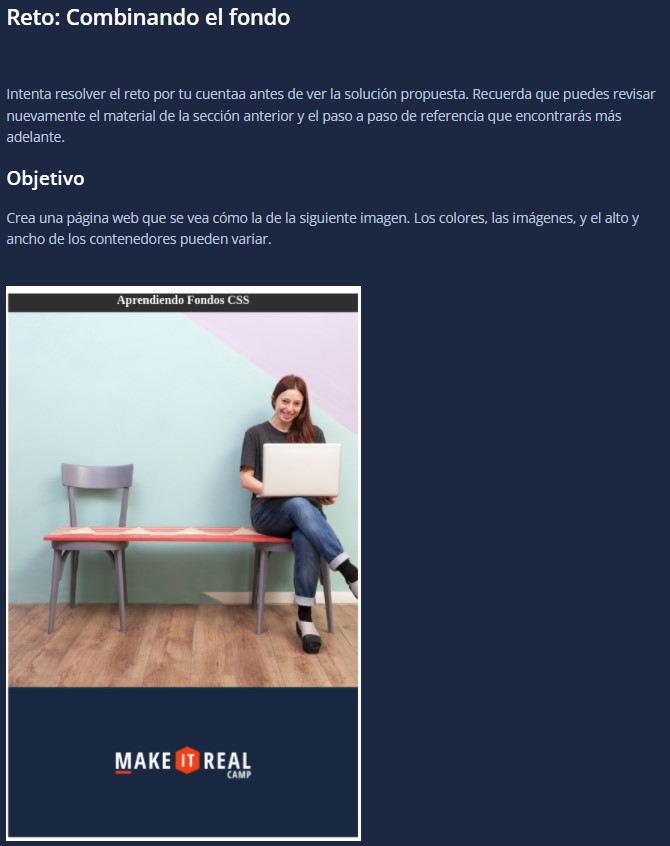 Reto: Combinando el fondo
Intenta resolver el reto por tu cuentaa antes de ver la solución propuesta. Recuerda que puedes revisar
nuevamente el material de la sección anterior y el paso a paso de referencia que encontrarás más
adelante.
Objetivo
Crea una página web que se vea cómo la de la siguiente imagen. Los colores, las imágenes, y el alto y
ancho de los contenedores pueden variar.
Aprendiendo Fondos CSS
MAKE IT REAL
CAMP